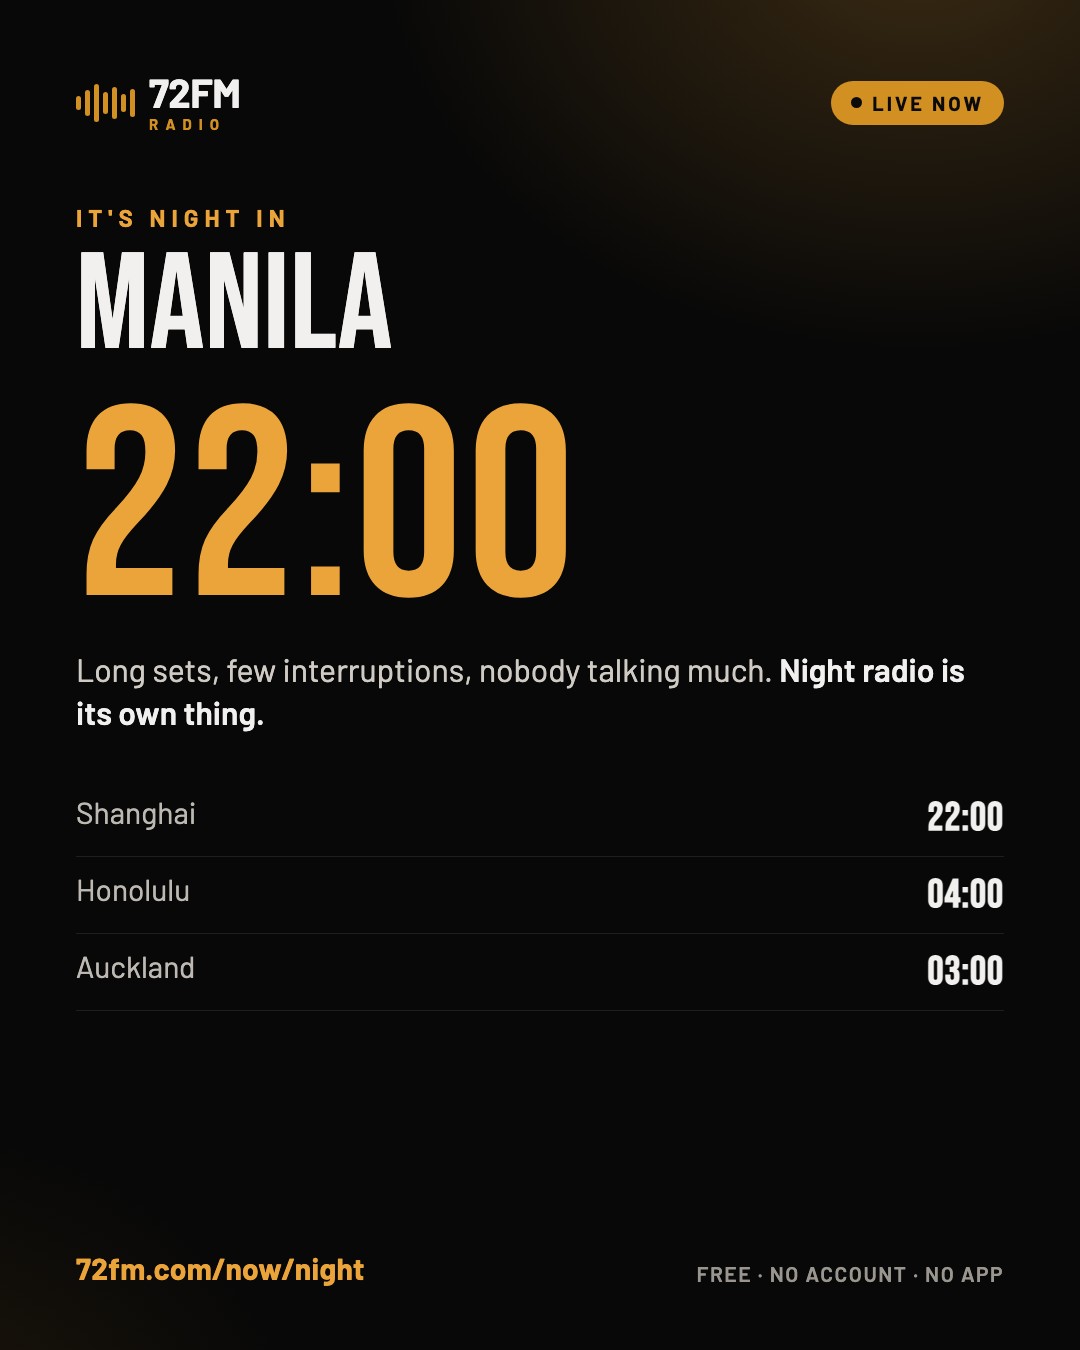 72FM
RADIO
LIVE NOW
IT'S NIGHT IN
MANILA
22:00
Long sets, few interruptions, nobody talking much. Night radio is
its own thing.
Shanghai 22:00
Honolulu 04:00
Auckland 03:00
72fm.com/now/night
FREE · NO ACCOUNT · NO APP